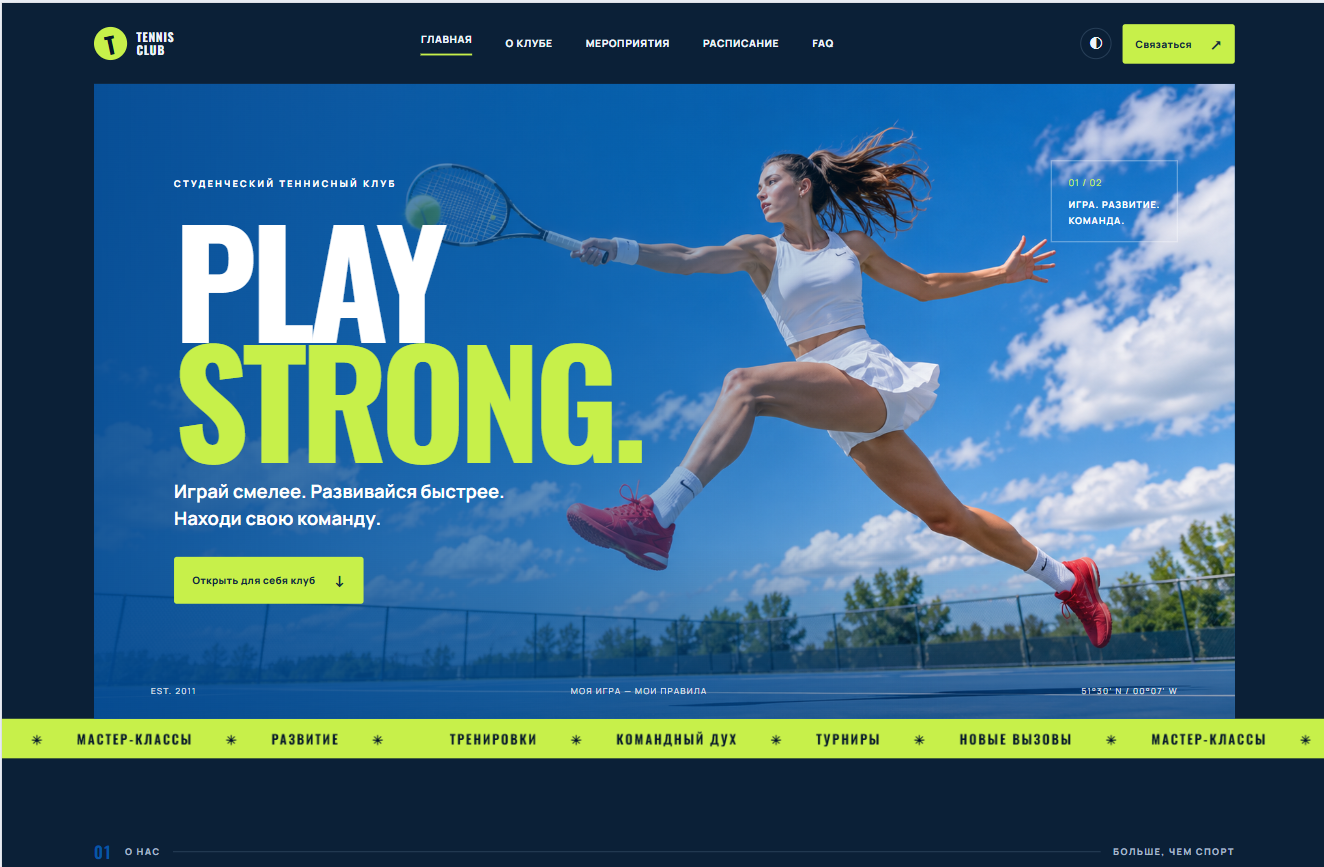 TENNIS
CLUB
ГЛАВНАЯ
О КЛУБЕ
МЕРОПРИЯТИЯ
РАСПИСАНИЕ
FAQ
Связаться ↗
СТУДЕНЧЕСКИЙ ТЕННИСНЫЙ КЛУБ
01 / 02
ИГРА. РАЗВИТИЕ.
КОМАНДА.
PLAY
STRONG.
Играй смелее. Развивайся быстрее.
Находи свою команду.
Открыть для себя клуб ↓
EST. 2011
МОЯ ИГРА — МОИ ПРАВИЛА
51°30' N / 00°07' W
✳ МАСТЕР-КЛАССЫ ✳ РАЗВИТИЕ ✳ ТРЕНИРОВКИ ✳ КОМАНДНЫЙ ДУХ ✳ ТУРНИРЫ ✳ НОВЫЕ ВЫЗОВЫ ✳ МАСТЕР-КЛАССЫ ✳
01 О НАС
БОЛЬШЕ, ЧЕМ СПОРТ